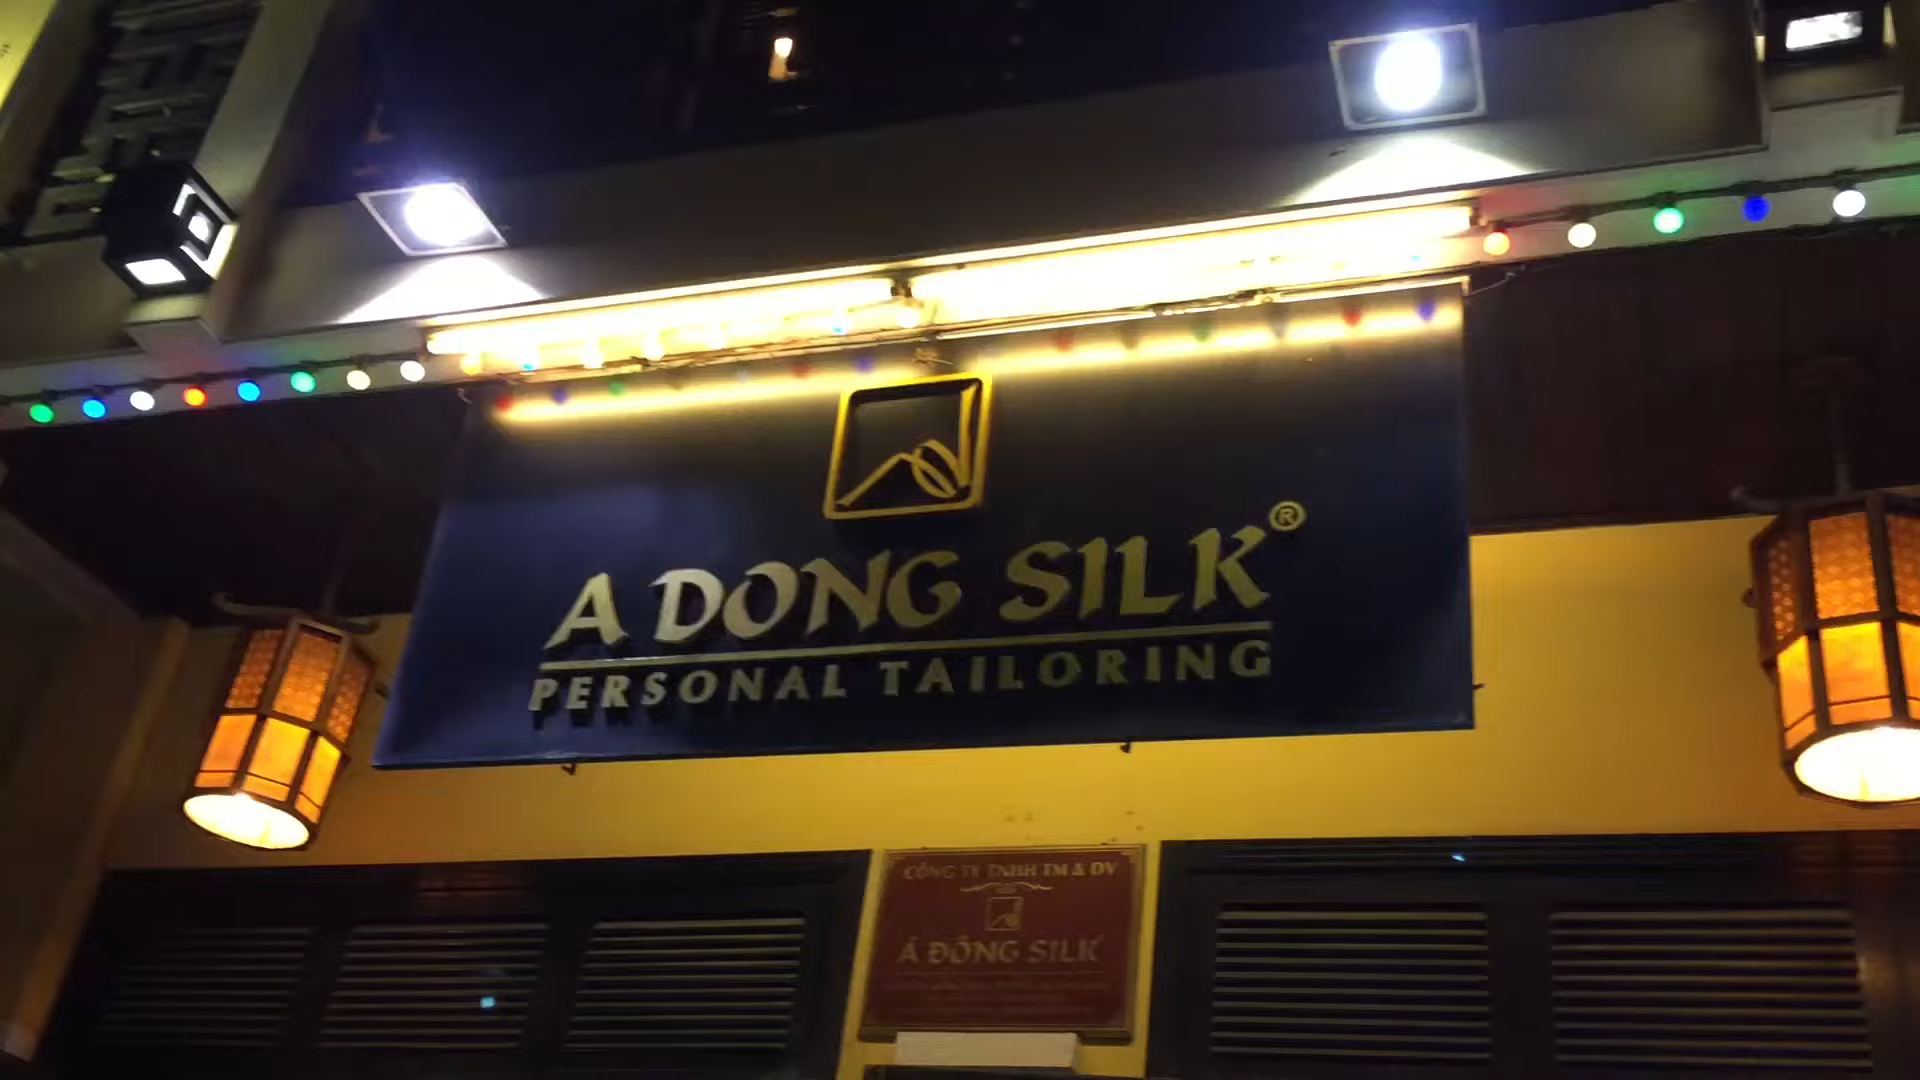 A DONG SILK®
PERSONAL TAILORING
CÔNG TY TNHH TM & DV
Á ĐÔNG SILK